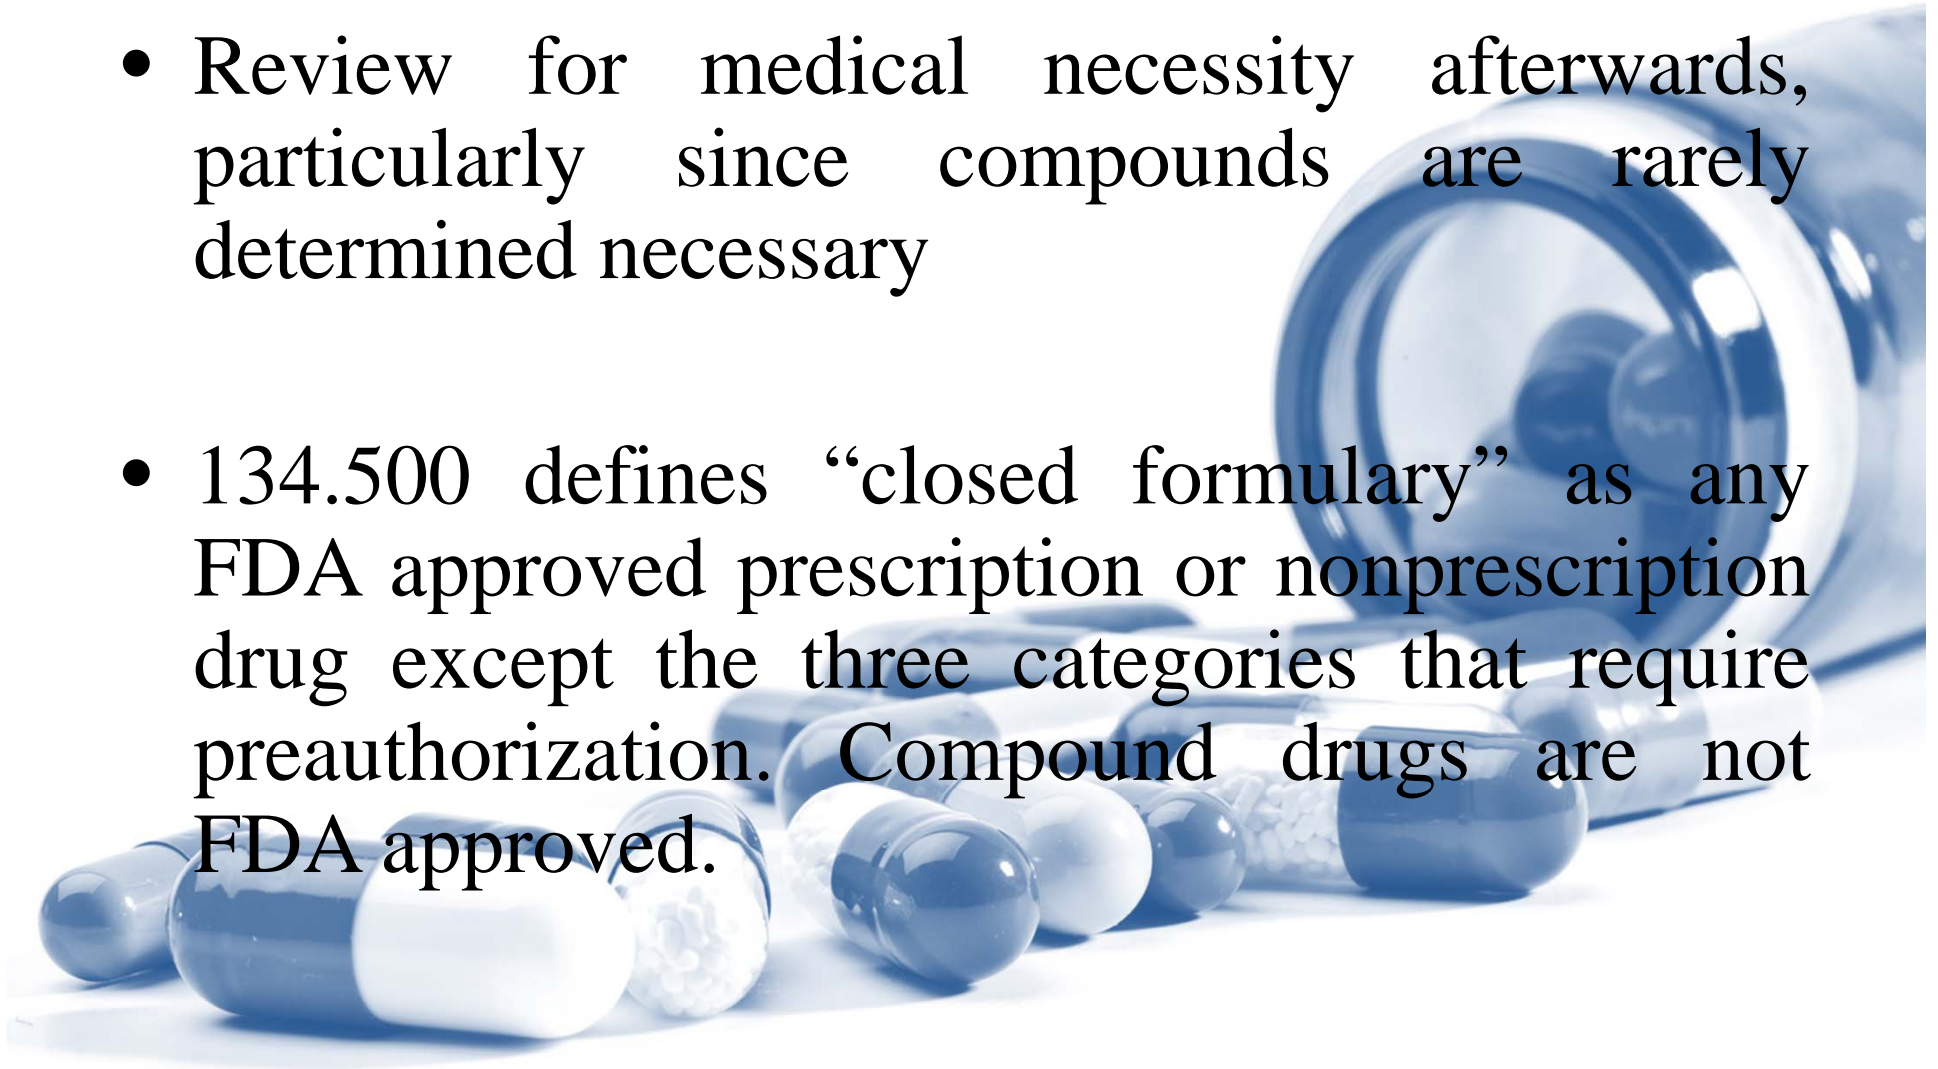 • Review for medical necessity afterwards,
particularly since compounds are rarely
determined necessary
• 134.500 defines “closed formulary” as any
FDA approved prescription or nonprescription
drug except the three categories that require
preauthorization. Compound drugs are not
FDA approved.